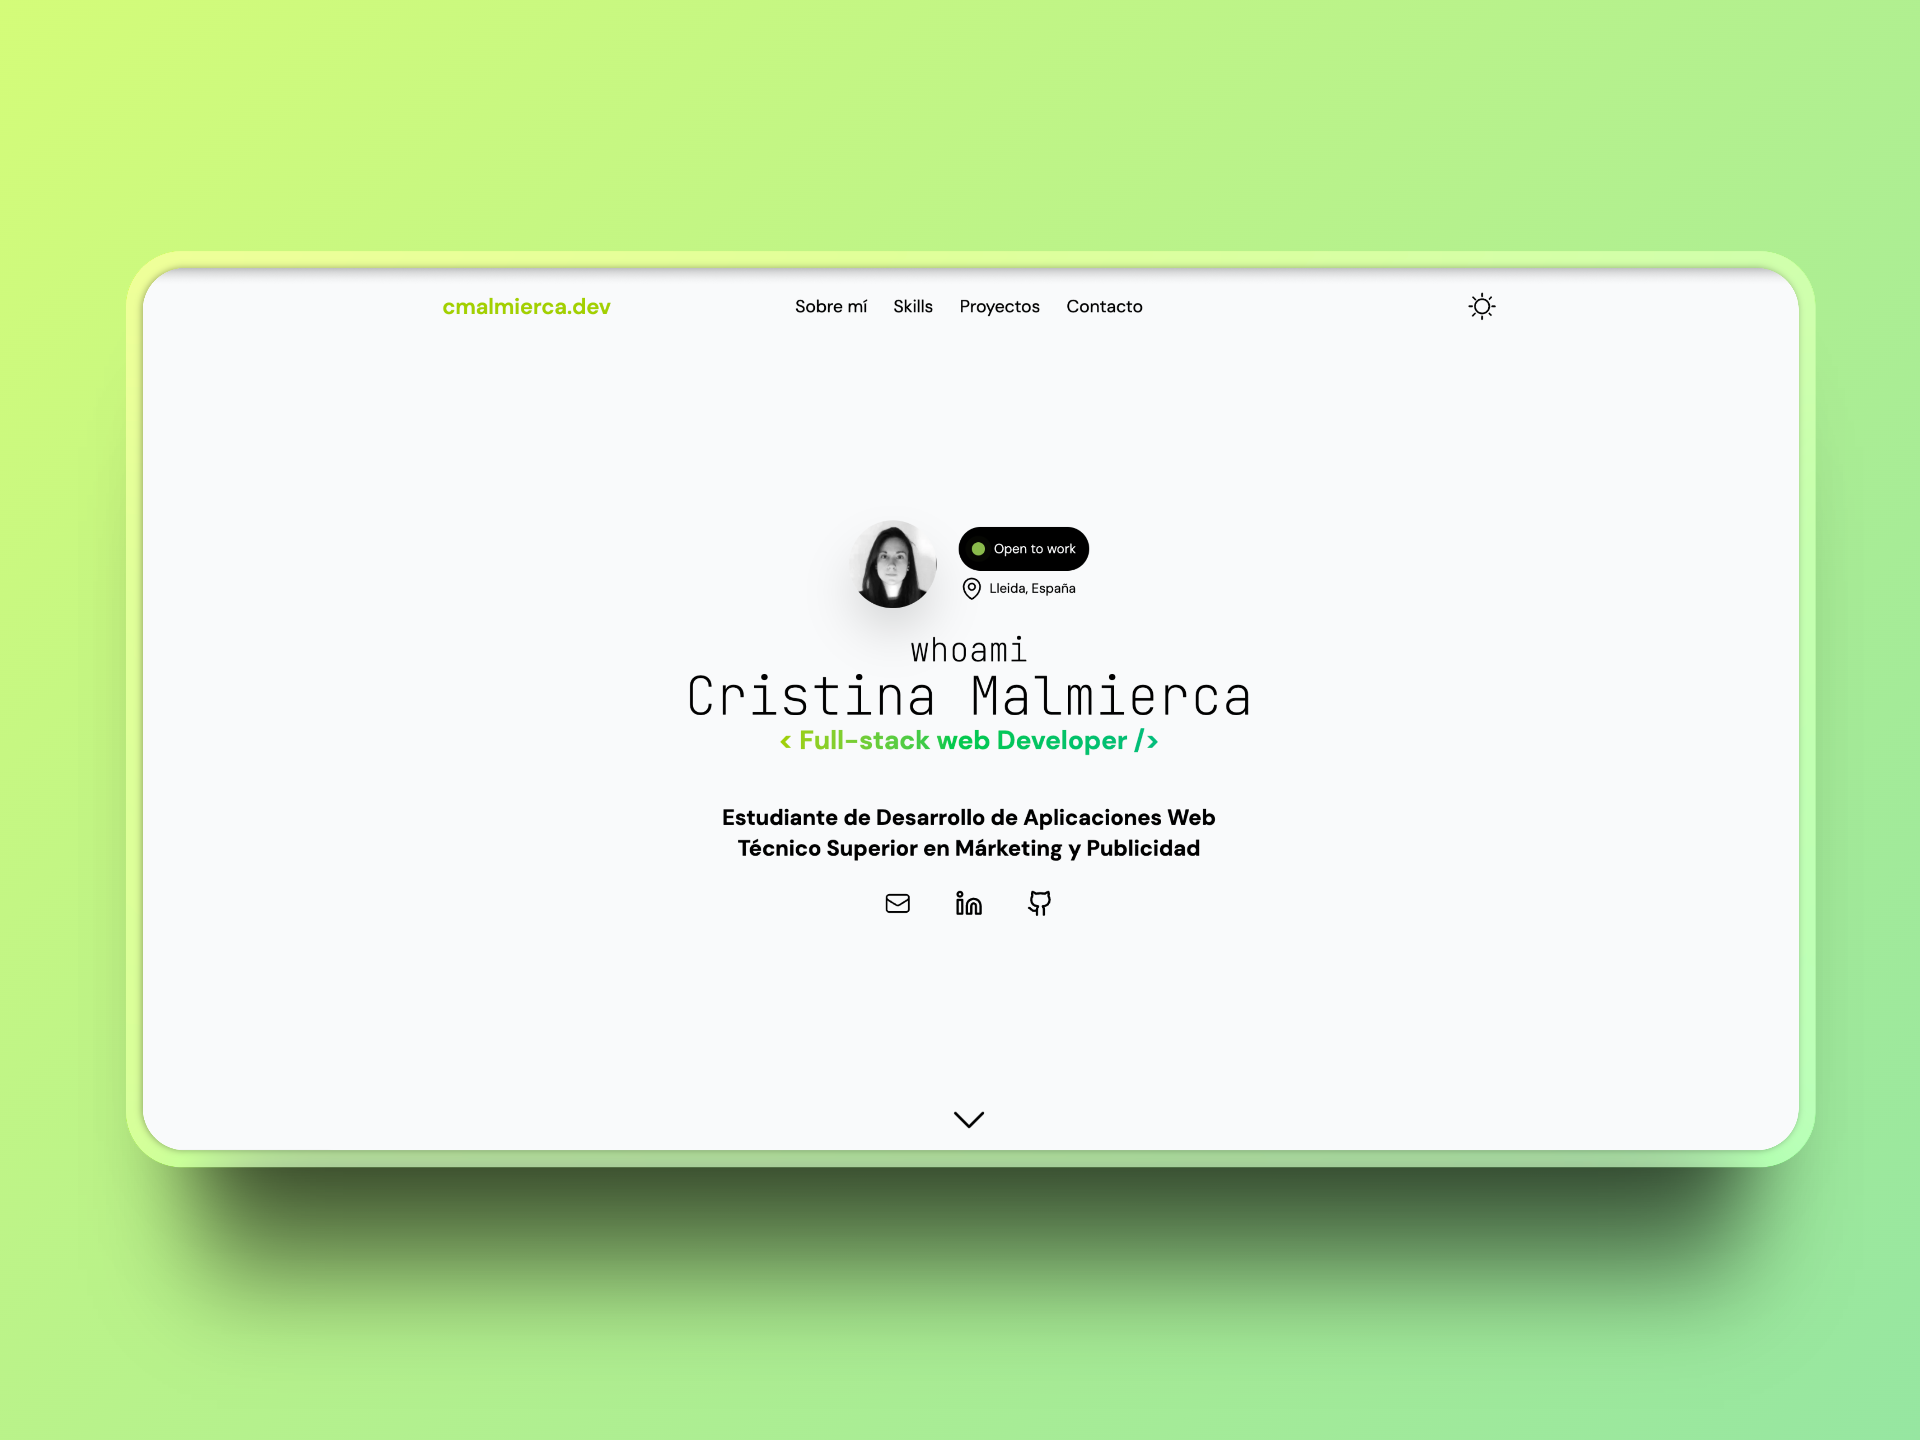 cmalmierca.dev
Sobre mí Skills Proyectos Contacto
Open to work
Lleida, España
whoami
Cristina Malmierca
< Full-stack web Developer />
Estudiante de Desarrollo de Aplicaciones Web
Técnico Superior en Márketing y Publicidad